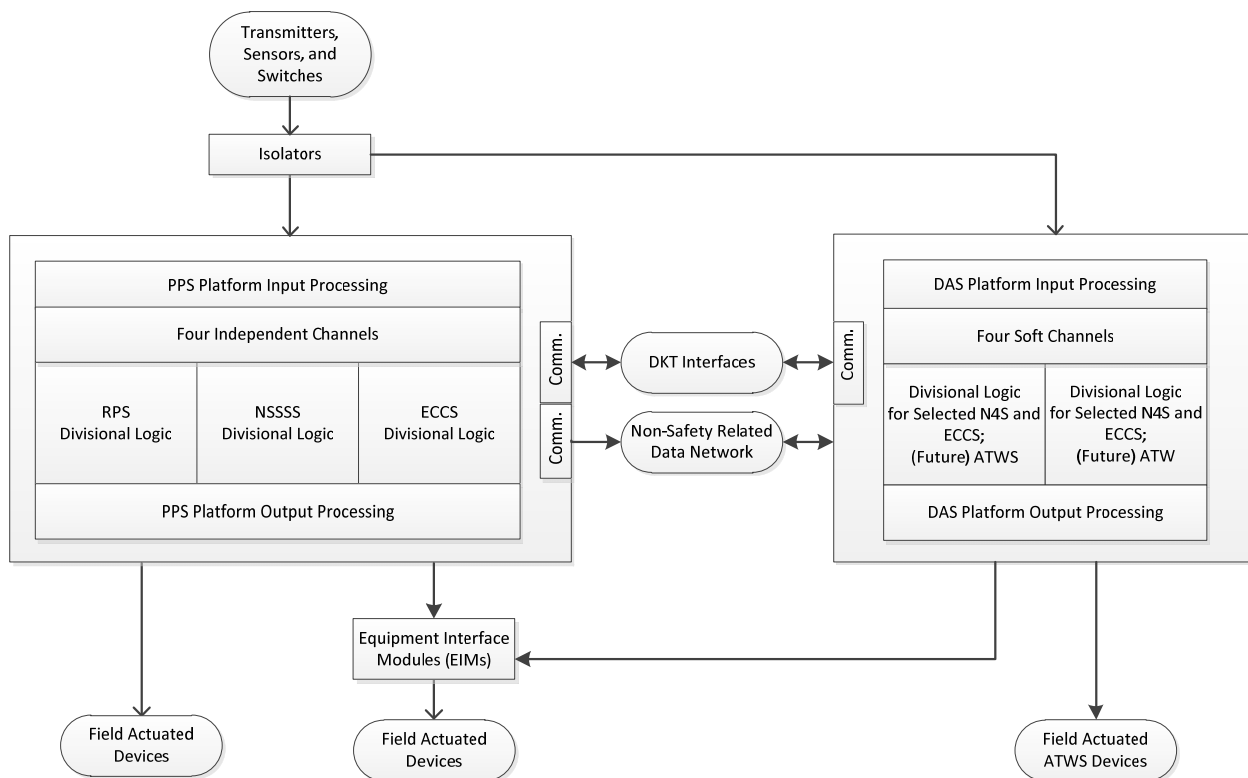 Transmitters,
Sensors, and
Switches
Isolators
PPS Platform Input Processing
Four Independent Channels
RPS
Divisional Logic
NSSSS
Divisional Logic
ECCS
Divisional Logic
PPS Platform Output Processing
Comm.
Comm.
DKT Interfaces
Non-Safety Related
Data Network
Comm.
DAS Platform Input Processing
Four Soft Channels
Divisional Logic
for Selected N4S and
ECCS;
(Future) ATWS
Divisional Logic
for Selected N4S and
ECCS;
(Future) ATW
DAS Platform Output Processing
Equipment Interface
Modules (EIMs)
Field Actuated
Devices
Field Actuated
Devices
Field Actuated
ATWS Devices